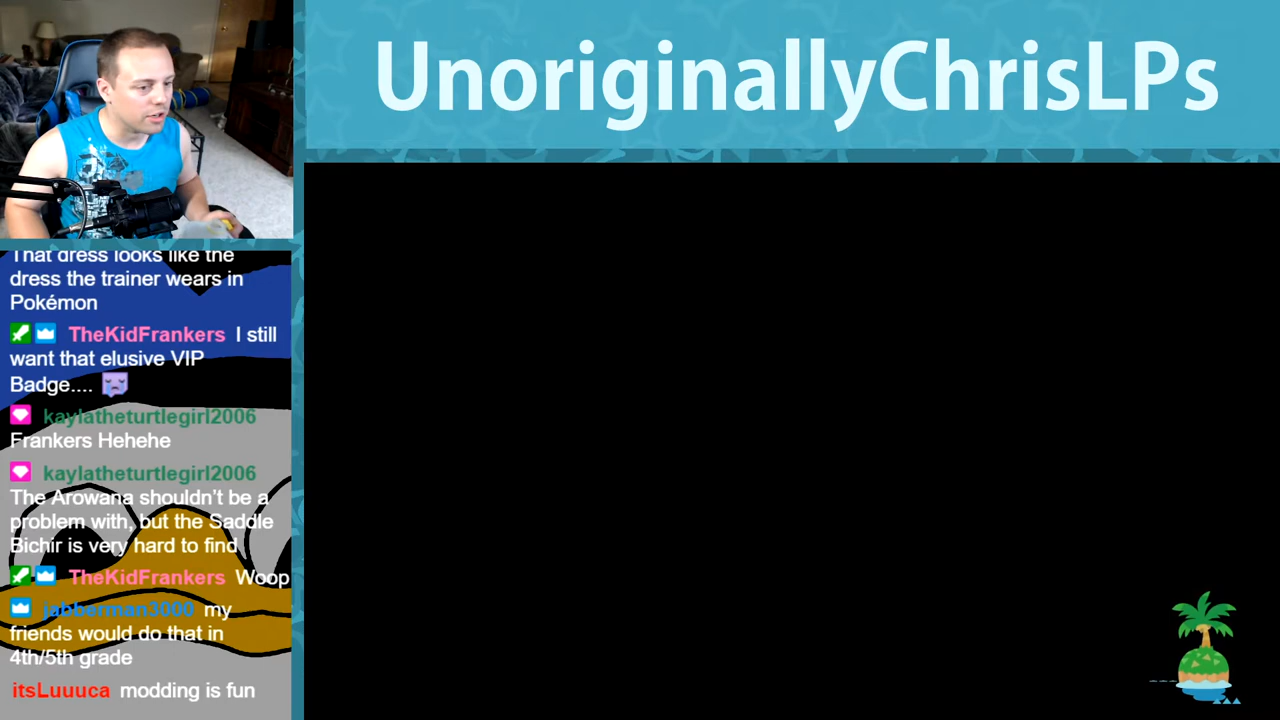 UnoriginallyChrisLPs
That dress looks like the
dress the trainer wears in
Pokémon
TheKidFrankers I still
want that elusive VIP
Badge....
kaylatheturtlegirl2006
Frankers Hehehe
kaylatheturtlegirl2006
The Arowana shouldn't be a
problem with, but the Saddle
Bichir is very hard to find
TheKidFrankers Woop
jabberman3000 my
friends would do that in
4th/5th grade
itsLuuuca modding is fun